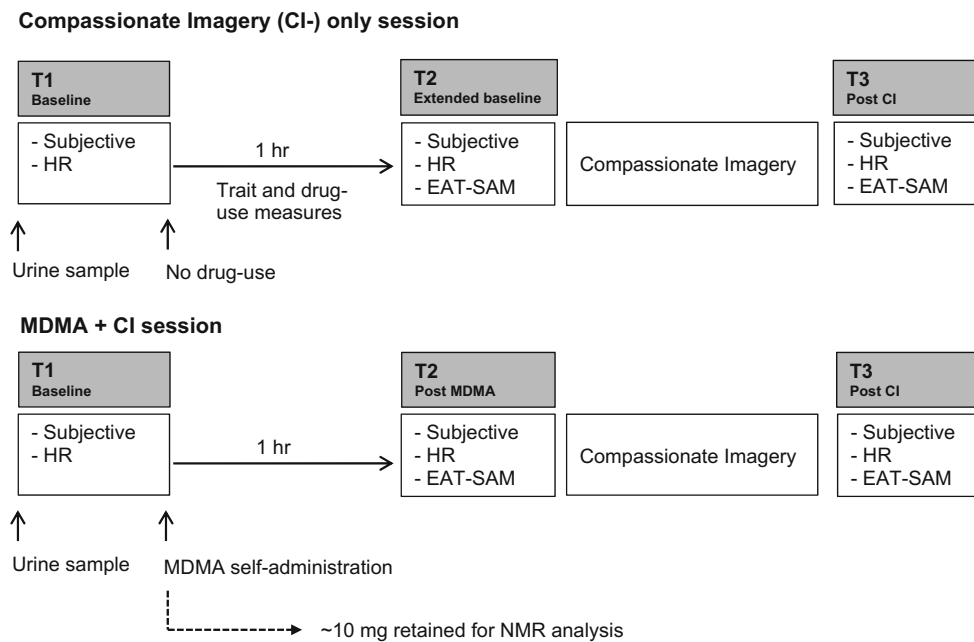 Compassionate Imagery (CI-) only session
T1
Baseline
- Subjective
- HR
1 hr
Trait and drug-
use measures
T2
Extended baseline
- Subjective
- HR
- EAT-SAM
Compassionate Imagery
T3
Post CI
- Subjective
- HR
- EAT-SAM
Urine sample
No drug-use
MDMA + CI session
T1
Baseline
- Subjective
- HR
1 hr
T2
Post MDMA
- Subjective
- HR
- EAT-SAM
Compassionate Imagery
T3
Post CI
- Subjective
- HR
- EAT-SAM
Urine sample
MDMA self-administration
~10 mg retained for NMR analysis